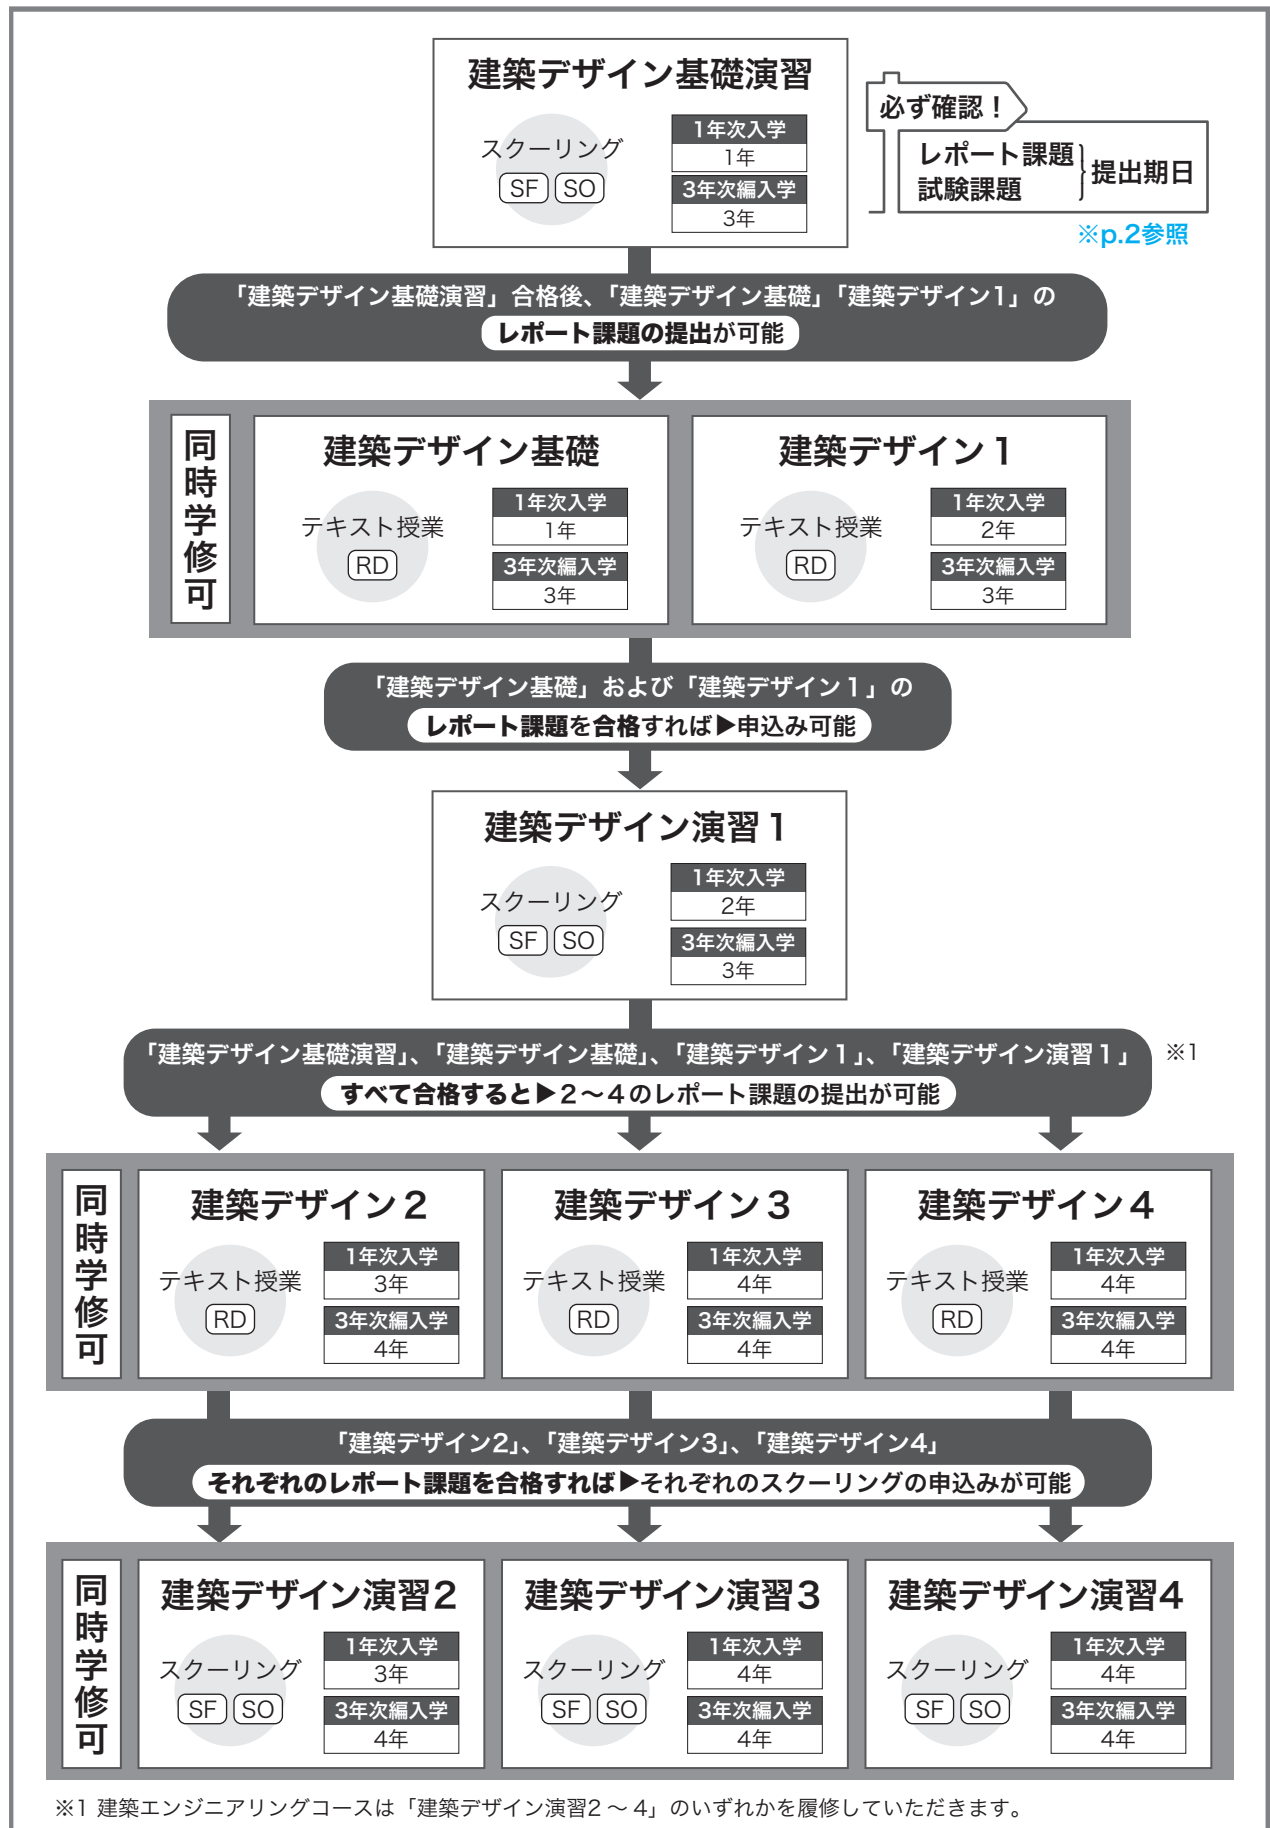 建築デザイン基礎演習
スクーリング
SF SO
1年次入学
1年
3年次編入学
3年
必ず確認！
レポート課題
試験課題
提出期日
※p.2参照
「建築デザイン基礎演習」合格後、「建築デザイン基礎」「建築デザイン1」の
レポート課題の提出が可能
同時学修可
建築デザイン基礎
テキスト授業
RD
1年次入学
1年
3年次編入学
3年
建築デザイン１
テキスト授業
RD
1年次入学
2年
3年次編入学
3年
「建築デザイン基礎」および「建築デザイン１」の
レポート課題を合格すれば▶申込み可能
建築デザイン演習１
スクーリング
SF SO
1年次入学
2年
3年次編入学
3年
「建築デザイン基礎演習」、「建築デザイン基礎」、「建築デザイン１」、「建築デザイン演習１」 ※1
すべて合格すると▶２～４のレポート課題の提出が可能
同時学修可
建築デザイン２
テキスト授業
RD
1年次入学
3年
3年次編入学
4年
建築デザイン３
テキスト授業
RD
1年次入学
4年
3年次編入学
4年
建築デザイン４
テキスト授業
RD
1年次入学
4年
3年次編入学
4年
「建築デザイン2」、「建築デザイン3」、「建築デザイン4」
それぞれのレポート課題を合格すれば▶それぞれのスクーリングの申込みが可能
同時学修可
建築デザイン演習2
スクーリング
SF SO
1年次入学
3年
3年次編入学
4年
建築デザイン演習3
スクーリング
SF SO
1年次入学
4年
3年次編入学
4年
建築デザイン演習4
スクーリング
SF SO
1年次入学
4年
3年次編入学
4年
※1 建築エンジニアリングコースは「建築デザイン演習2 ～ 4」のいずれかを履修していただきます。